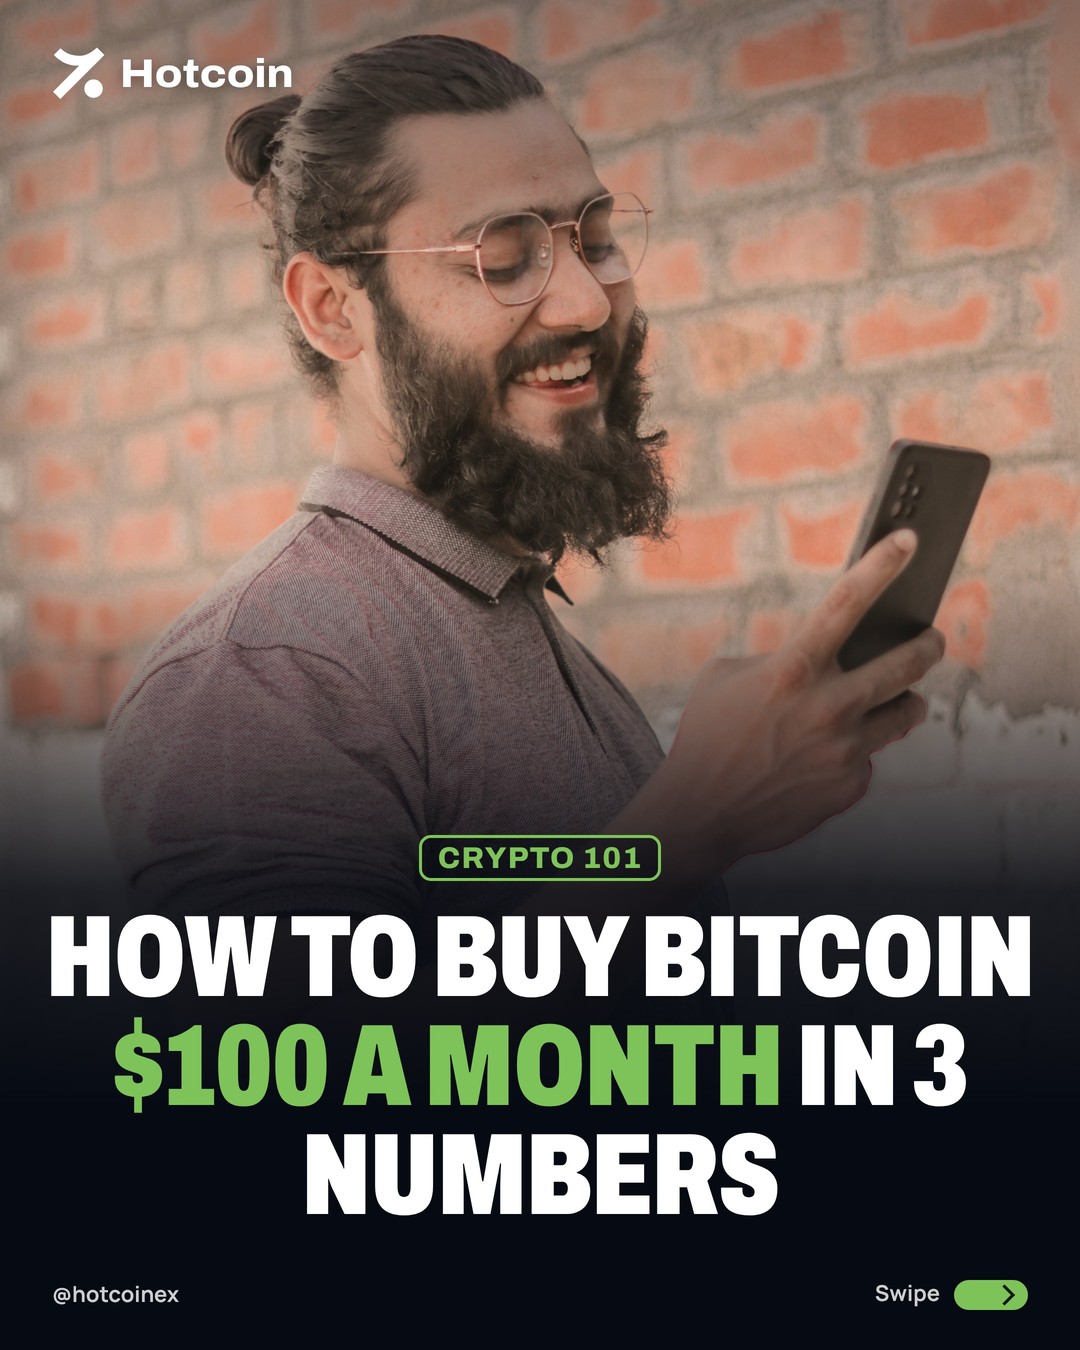 Hotcoin
CRYPTO 101
HOW TO BUY BITCOIN
$100 A MONTH IN 3
NUMBERS
@hotcoinex
Swipe